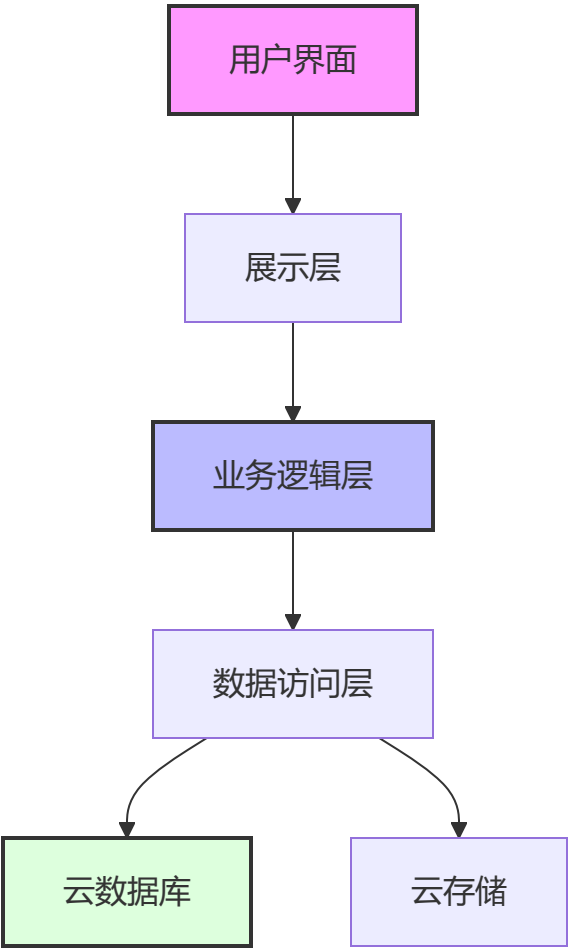 用户界面
展示层
业务逻辑层
数据访问层
云数据库
云存储